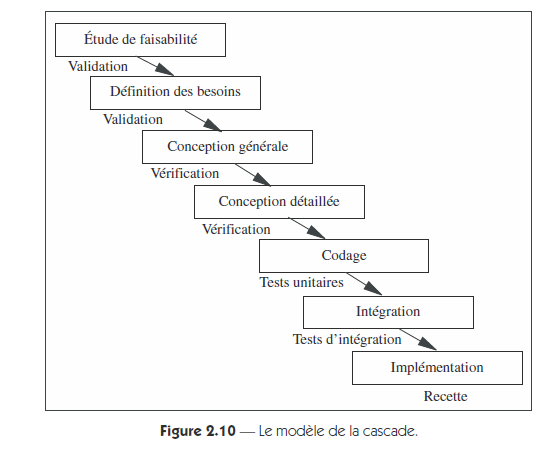 Étude de faisabilité
Validation
Définition des besoins
Validation
Conception générale
Vérification
Conception détaillée
Vérification
Codage
Tests unitaires
Intégration
Tests d’intégration
Implémentation
Recette
Figure 2.10 — Le modèle de la cascade.